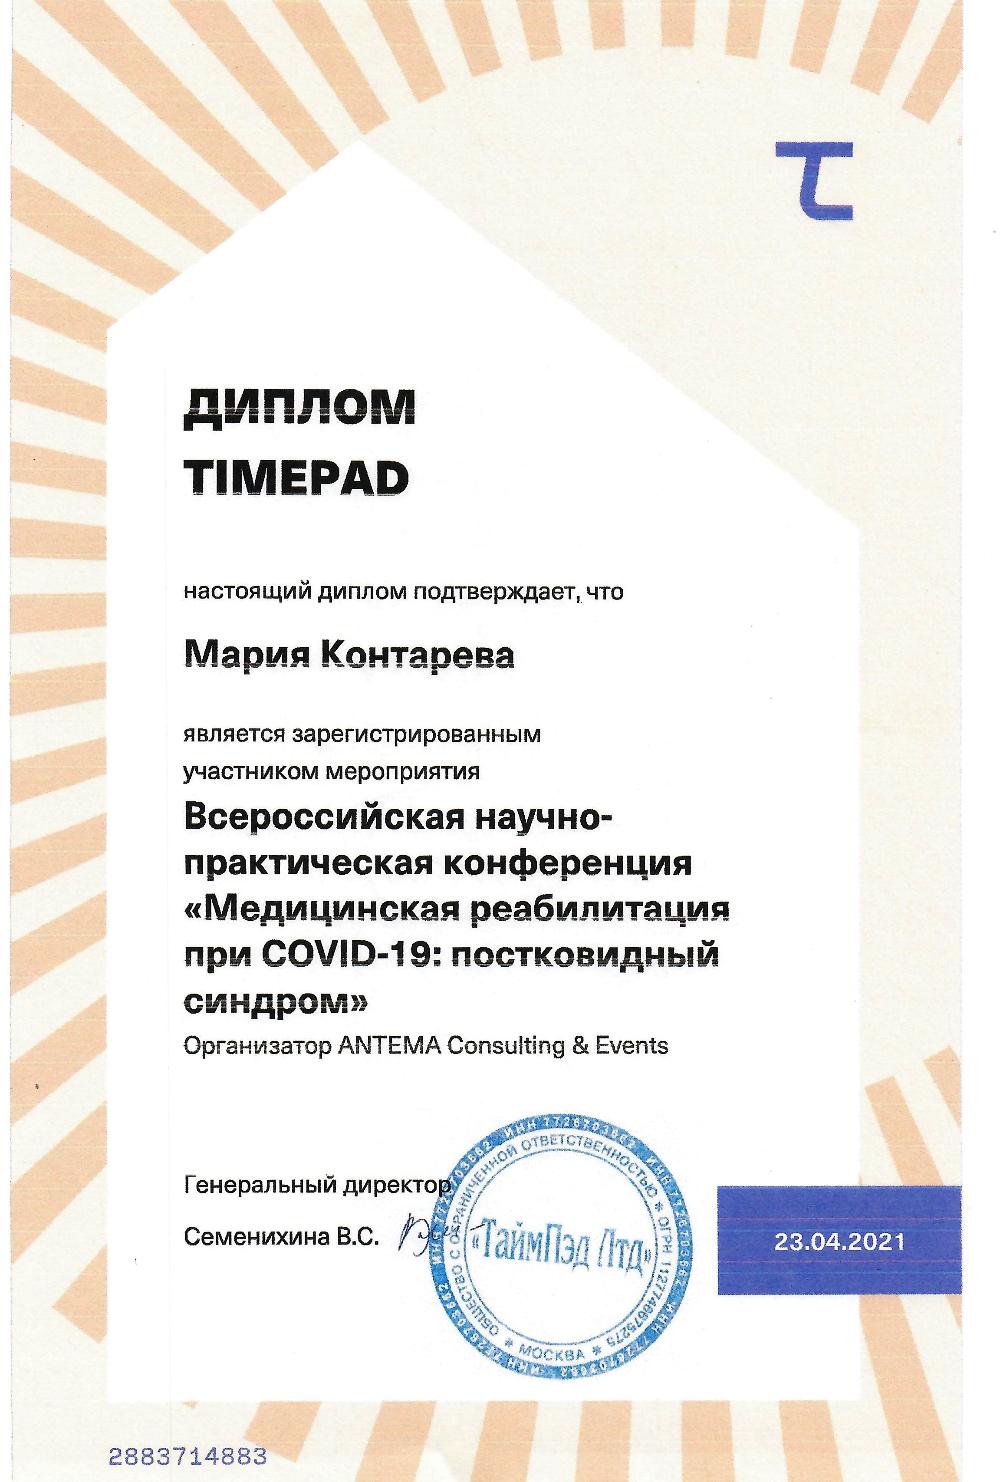 ДИПЛОМ
TIMEPAD
настоящий диплом подтверждает, что
Мария Контарева
является зарегистрированным
участником мероприятия
Всероссийская научно-
практическая конференция
«Медицинская реабилитация
при COVID-19: постковидный
синдром»
Организатор ANTEMA Consulting & Events
Генеральный директор
Семенихина В.С.
ОБЩЕСТВО С ОГРАНИЧЕННОЙ ОТВЕТСТВЕННОСТЬЮ * ОГРН 1127746675275
«ТаймПэд Лтд»
* МОСКВА *
ИНН 7726703662
23.04.2021
2883714883